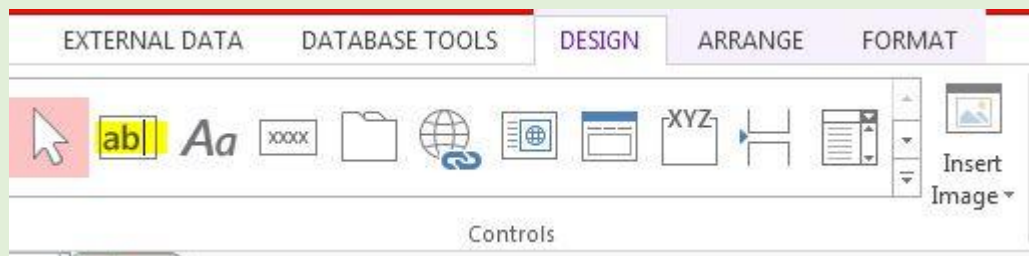 EXTERNAL DATA DATABASE TOOLS DESIGN ARRANGE FORMAT
ab Aa XXXX XYZ
Insert
Image
Controls